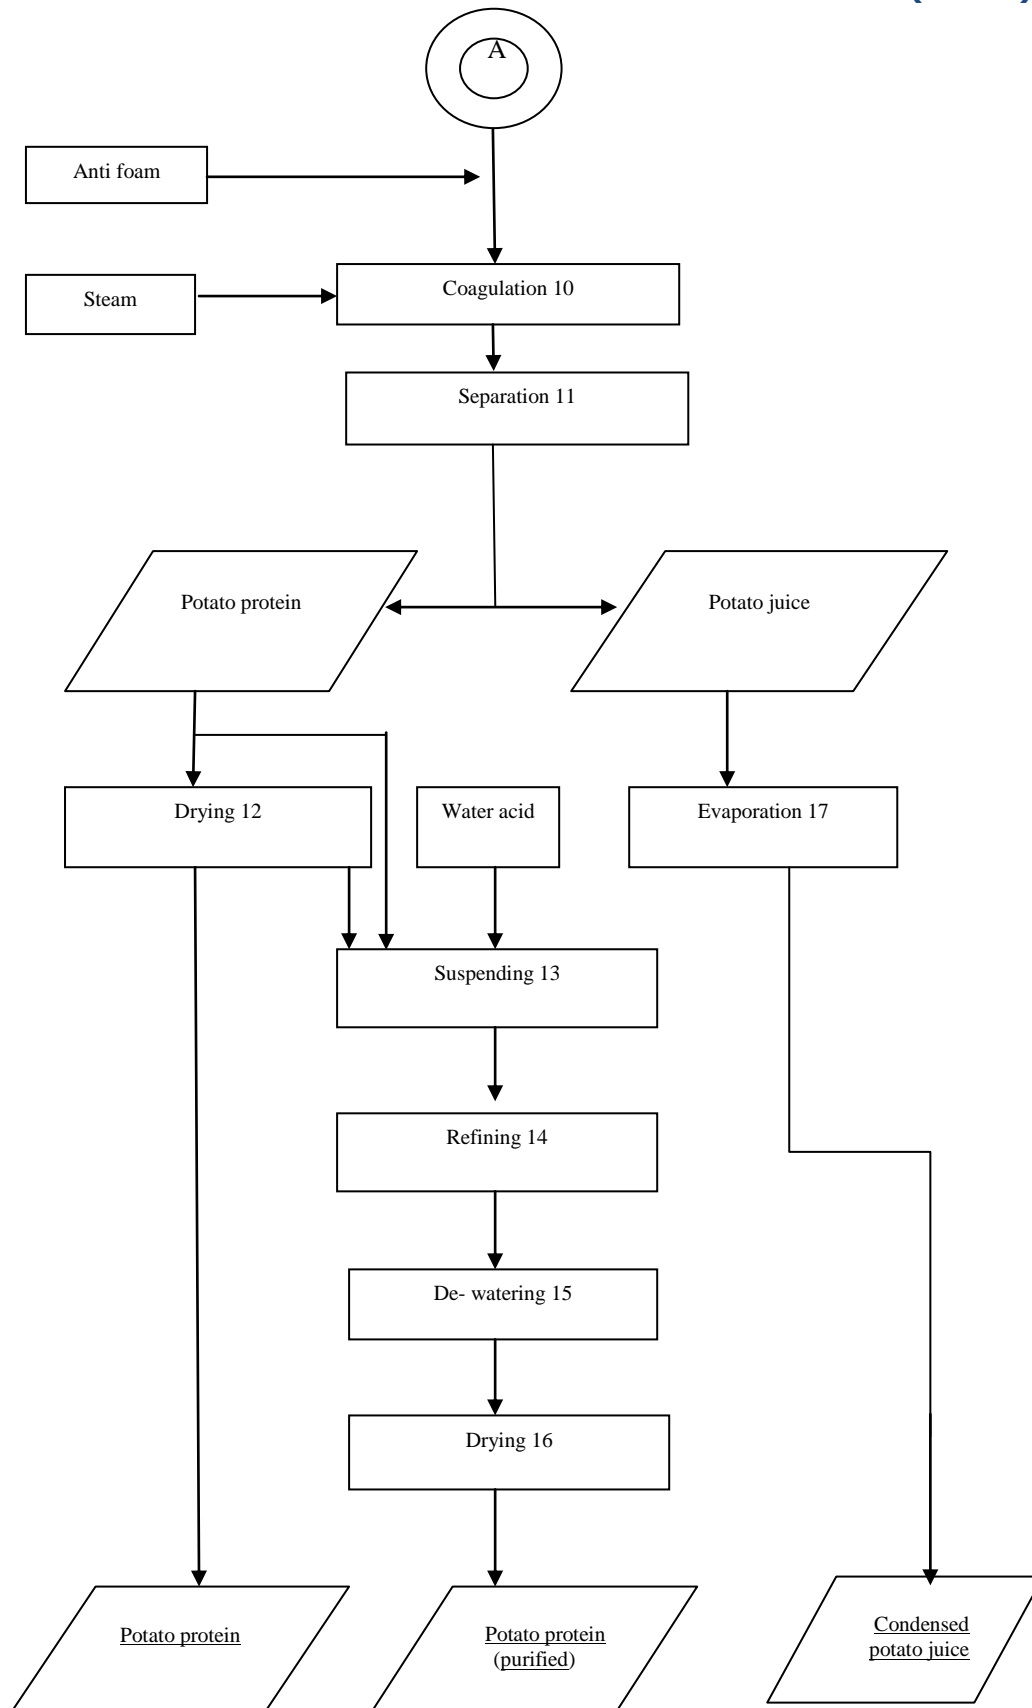 A
Anti foam
Steam
Coagulation 10
Separation 11
Potato protein
Potato juice
Drying 12
Water acid
Evaporation 17
Suspending 13
Refining 14
De- watering 15
Drying 16
Potato protein
Potato protein
(purified)
Condensed
potato juice